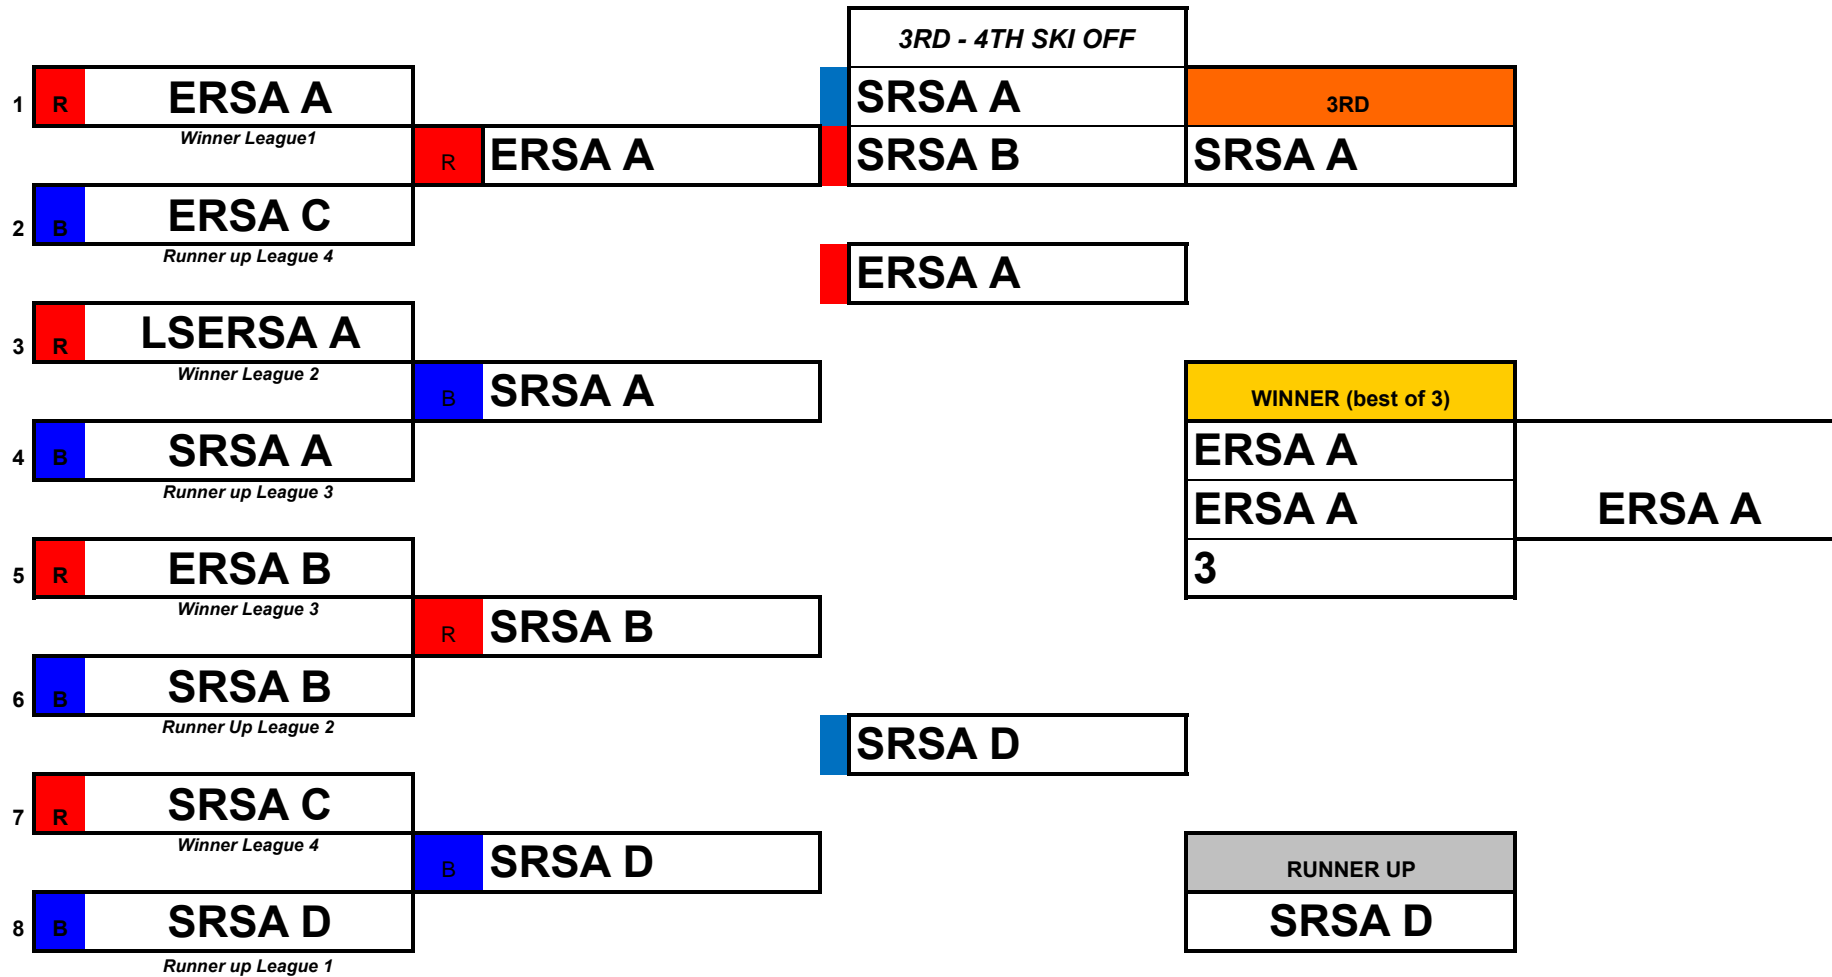 3RD - 4TH SKI OFF
1 R ERSA A SRSA A 3RD
Winner League1
R ERSA A SRSA B SRSA A
2 B ERSA C
Runner up League 4
ERSA A
3 R LSERSA A
Winner League 2
B SRSA A WINNER (best of 3)
4 B SRSA A ERSA A
Runner up League 3
ERSA A ERSA A
5 R ERSA B 3
Winner League 3
R SRSA B
6 B SRSA B
Runner Up League 2
SRSA D
7 R SRSA C
Winner League 4
B SRSA D RUNNER UP
8 B SRSA D SRSA D
Runner up League 1